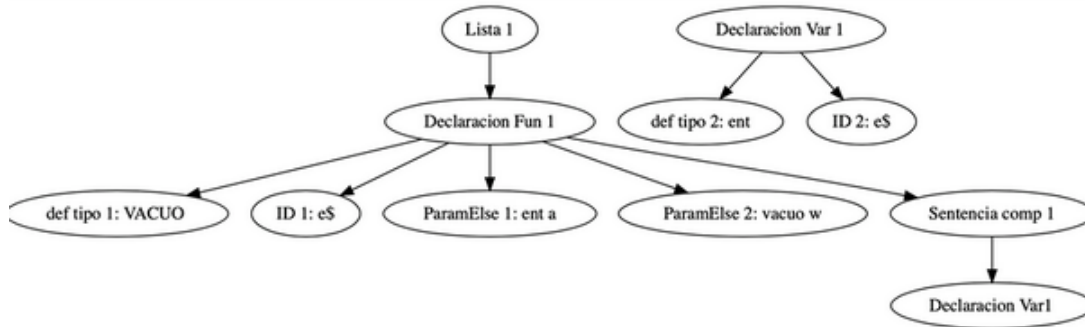 Lista 1
Declaracion Var 1
Declaracion Fun 1
def tipo 2: ent
ID 2: e$
def tipo 1: VACUO
ID 1: e$
ParamElse 1: ent a
ParamElse 2: vacuo w
Sentencia comp 1
Declaracion Var1